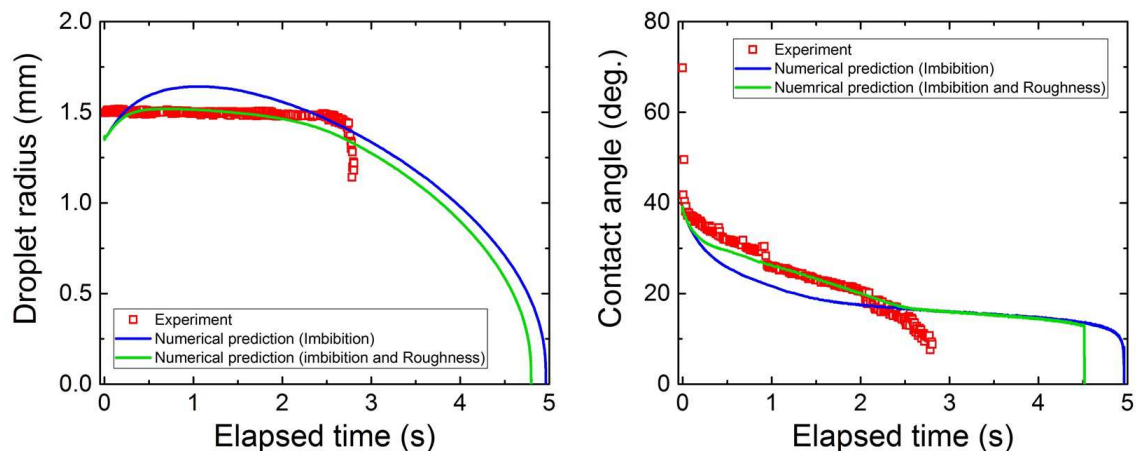 Droplet radius (mm)
2.0
1.5
1.0
0.5
0.0
Experiment
Numerical prediction (Imbibition)
Numerical prediction (imbibition and Roughness)
0 1 2 3 4 5
Elapsed time (s)
Contact angle (deg.)
80
60
40
20
0
Experiment
Numerical prediction (Imbibition)
Nuemrical prediction (Imbibition and Roughness)
0 1 2 3 4 5
Elapsed time (s)